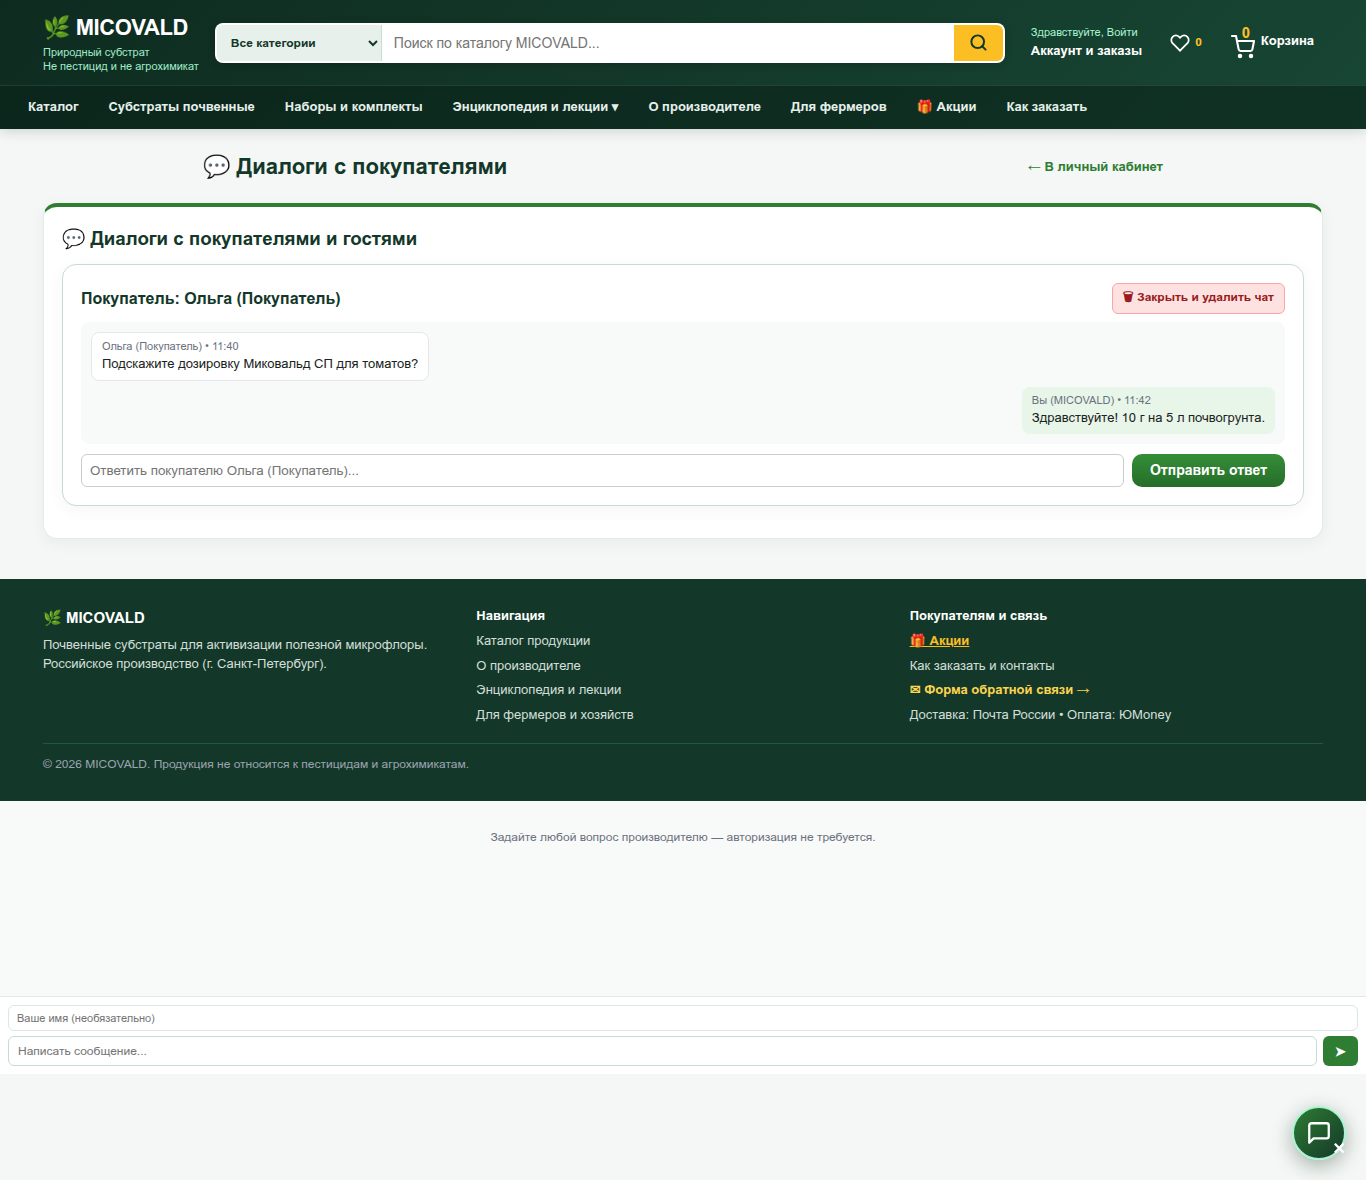 MICOVALD
Природный субстрат
Не пестицид и не агрохимикат
Все категории
Поиск по каталогу MICOVALD...
Здравствуйте, Войти
Аккаунт и заказы
0
0
Корзина
Каталог
Субстраты почвенные
Наборы и комплекты
Энциклопедия и лекции ▾
О производителе
Для фермеров
🎁 Акции
Как заказать
💬 Диалоги с покупателями
← В личный кабинет
💬 Диалоги с покупателями и гостями
Покупатель: Ольга (Покупатель)
🗑 Закрыть и удалить чат
Ольга (Покупатель) • 11:40
Подскажите дозировку Миковальд СП для томатов?
Вы (MICOVALD) • 11:42
Здравствуйте! 10 г на 5 л почвогрунта.
Ответить покупателю Ольга (Покупатель)...
Отправить ответ
🌿 MICOVALD
Почвенные субстраты для активизации полезной микрофлоры.
Российское производство (г. Санкт-Петербург).
Навигация
Каталог продукции
О производителе
Энциклопедия и лекции
Для фермеров и хозяйств
Покупателям и связь
🎁 Акции
Как заказать и контакты
✉ Форма обратной связи →
Доставка: Почта России • Оплата: ЮMoney
© 2026 MICOVALD. Продукция не относится к пестицидам и агрохимикатам.
Задайте любой вопрос производителю — авторизация не требуется.
Ваше имя (необязательно)
Написать сообщение...
➤
✕